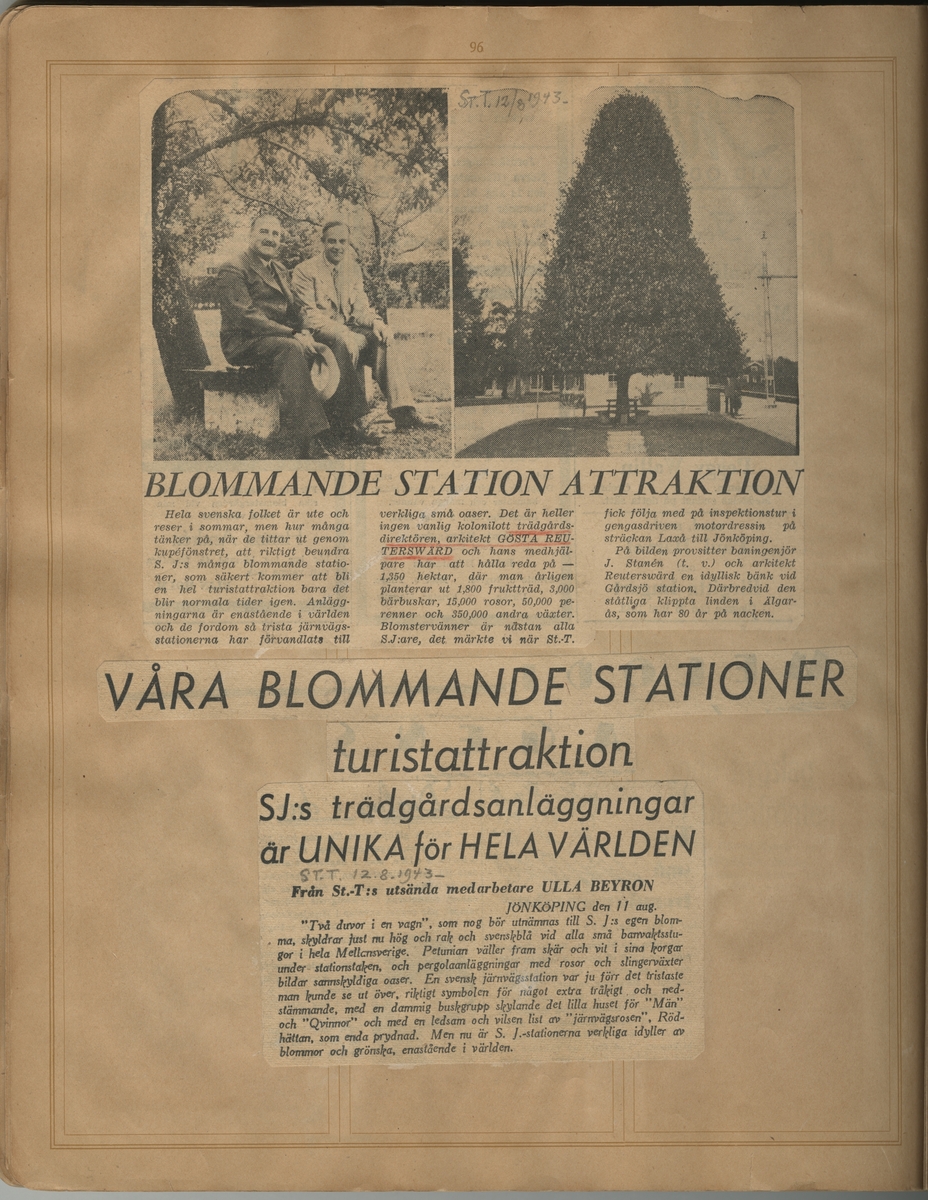 96
St.T. 12/8 1943-
BLOMMANDE STATION ATTRAKTION
Hela svenska folket är ute och
reser i sommar, men hur många
tänker på, när de tittar ut genom
kupéfönstret, att riktigt beundra
S. J:s många blommande statio-
ner, som säkert kommer att bli
en hel turistattraktion bara det
blir normala tider igen. Anlägg-
ningarna är enastående i världen
och de fordom så trista järnvägs-
stationerna har förvandlats till
verkliga små oaser. Det är heller
ingen vanlig kolonilott trädgårds-
direktören, arkitekt GÖSTA REU-
TERSWÄRD och hans medhjäl-
pare har att hålla reda på —
1,350 hektar, där man årligen
planterar ut 1,800 fruktträd, 3,000
bärbuskar, 15,000 rosor, 50,000 pe-
renner och 350,000 andra växter.
Blomstervänner är nästan alla
S.J:are, det märkte vi när St.-T.
fick följa med på inspektionstur i
gengasdriven motordressin på
sträckan Laxå till Jönköping.
På bilden provsitter baningenjör
J. Stanén (t. v.) och arkitekt
Reuterswärd en idyllisk bänk vid
Gårdsjö station. Därbredvid den
ståtliga klippta linden i Älgar-
ås, som har 80 år på nacken.
VÅRA BLOMMANDE STATIONER
turistattraktion
SJ:s trädgårdsanläggningar
är UNIKA för HELA VÄRLDEN
ST.T. 12.8.1943-
Från St.-T:s utsända medarbetare ULLA BEYRON
JÖNKÖPING den 11 aug.
"Två duvor i en vagn", som nog bör utnämnas till S. J:s egen blom-
ma, skyldrar just nu hög och rak och svenskblå vid alla små banvaktsstu-
gor i hela Mellensverige. Petunian väller fram skär och vit i sina korgar
under stationstaken, och pergolaanläggningar med rosor och slingerväxter
bildar sannskyldiga oaser. En svensk järnvägsstation var ju förr det tristaste
man kunde se ut över, riktigt symbolen för något extra tråkigt och ned-
stämmande, med en dammig buskgrupp skylande det lilla huset för "Män"
och "Qvinnor" och med en ledsam och vilsen list av "järnvägsrosen", Röd-
hättan, som enda prydnad. Men nu är S. J.-stationerna verkliga idyller av
blommor och grönska, enastående i världen.